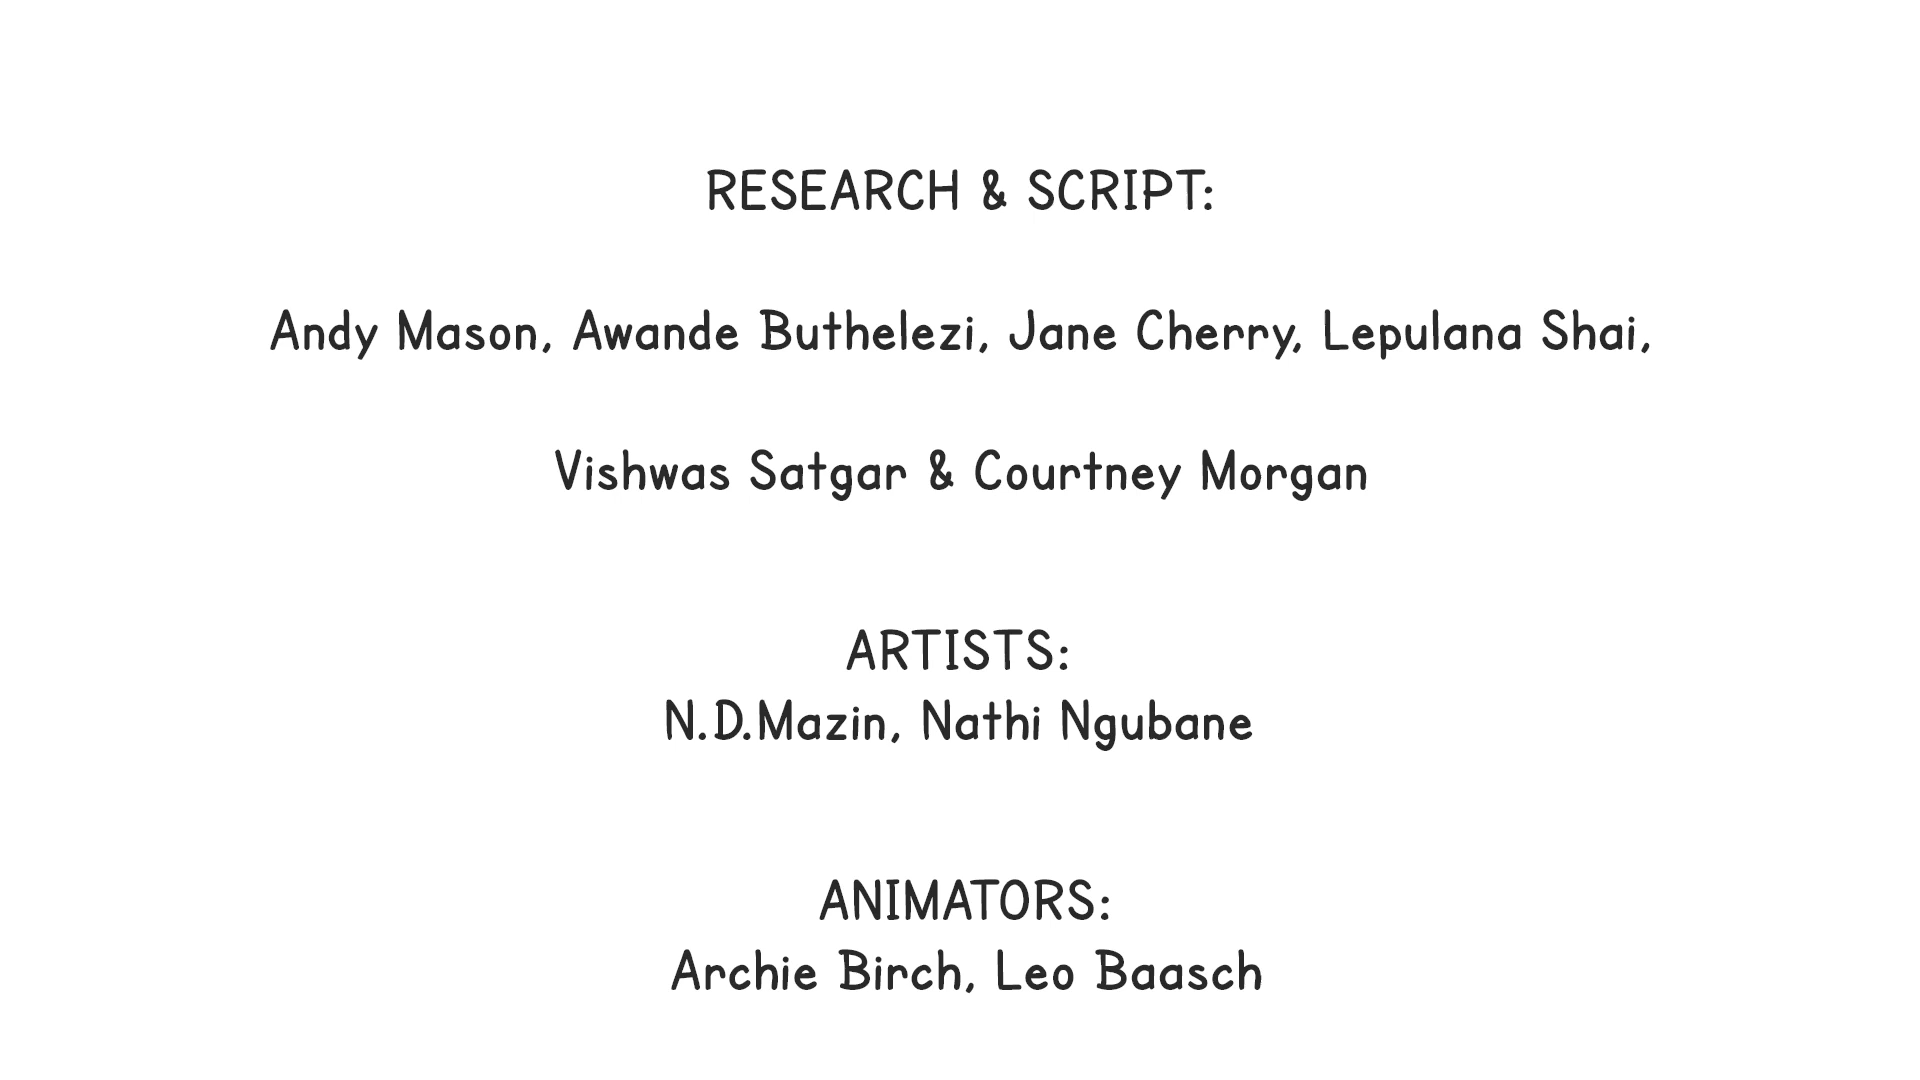 RESEARCH & SCRIPT:
Andy Mason, Awande Buthelezi, Jane Cherry, Lepulana Shai,
Vishwas Satgar & Courtney Morgan
ARTISTS:
N.D.Mazin, Nathi Ngubane
ANIMATORS:
Archie Birch, Leo Baasch